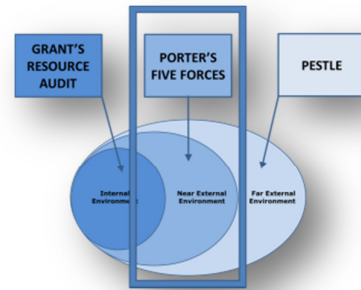 GRANT'S
RESOURCE
AUDIT
PORTER'S
FIVE FORCES
PESTLE
Internal
Environment
Near External
Environment
Far External
Environment